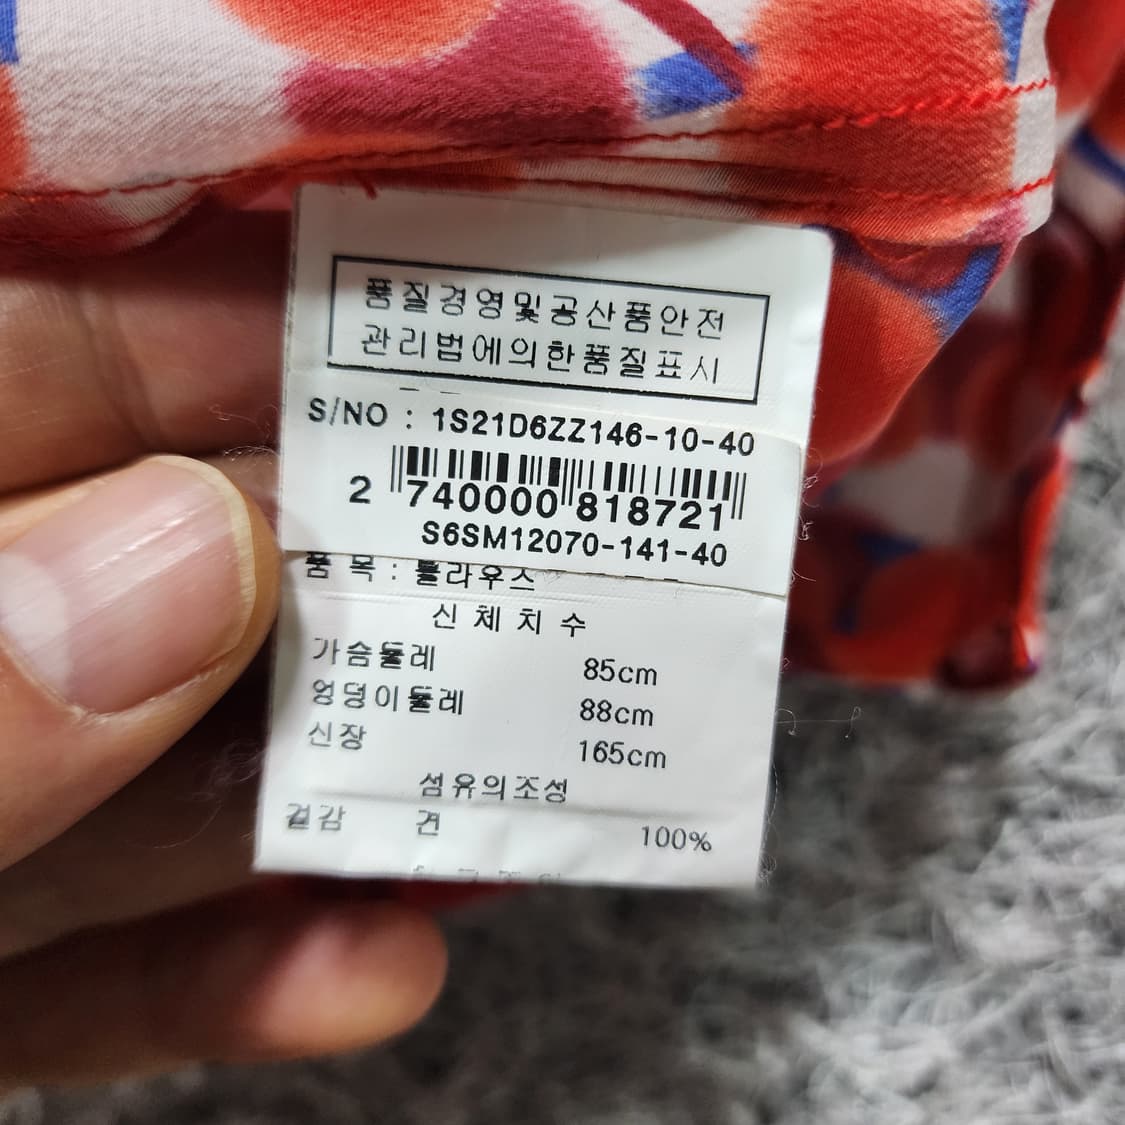 품질경영및공산품안전
관리법에의한품질표시
S/NO : 1S21D6ZZ146-10-40
2 740000 818721
S6SM12070-141-40
품 목 : 블라우스
신 체 치 수
가슴둘레 85cm
엉덩이둘레 88cm
신장 165cm
섬유의조성
겉감 견 100%